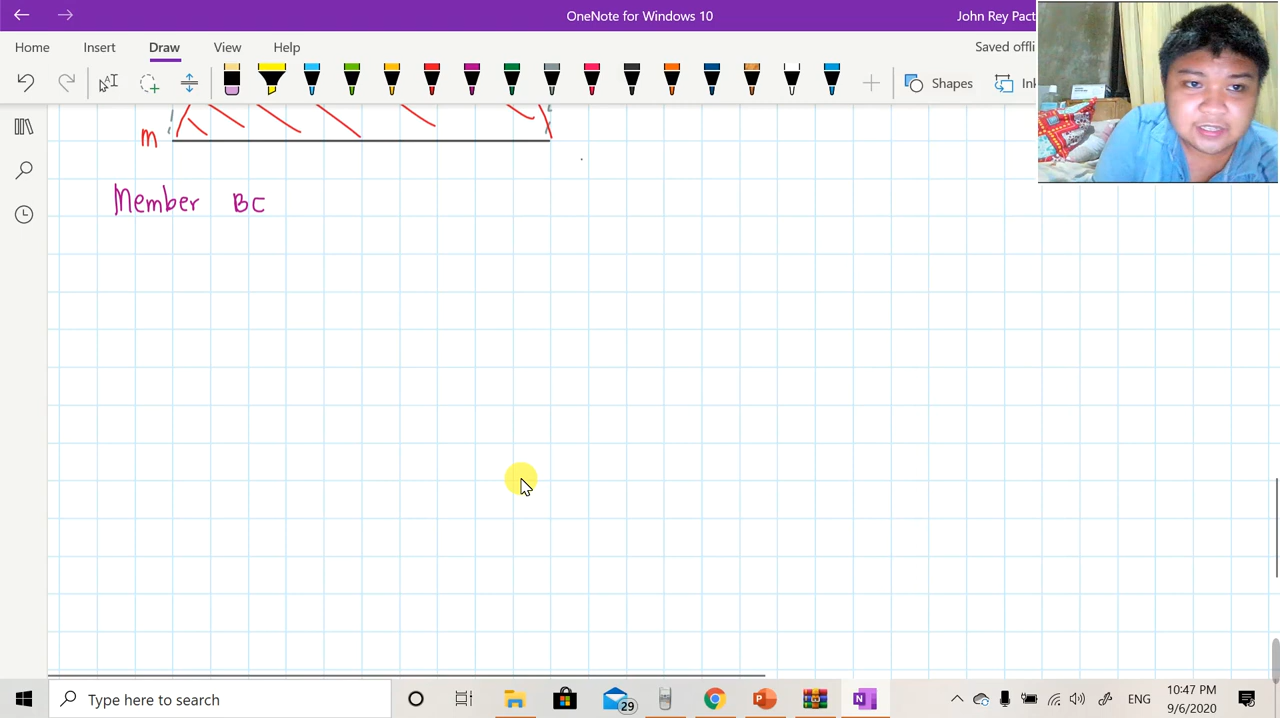 OneNote for Windows 10
John Rey Pact
Home Insert Draw View Help
Saved offli
Shapes
Ink
m
Member BC
Type here to search
29
ENG
10:47 PM
9/6/2020